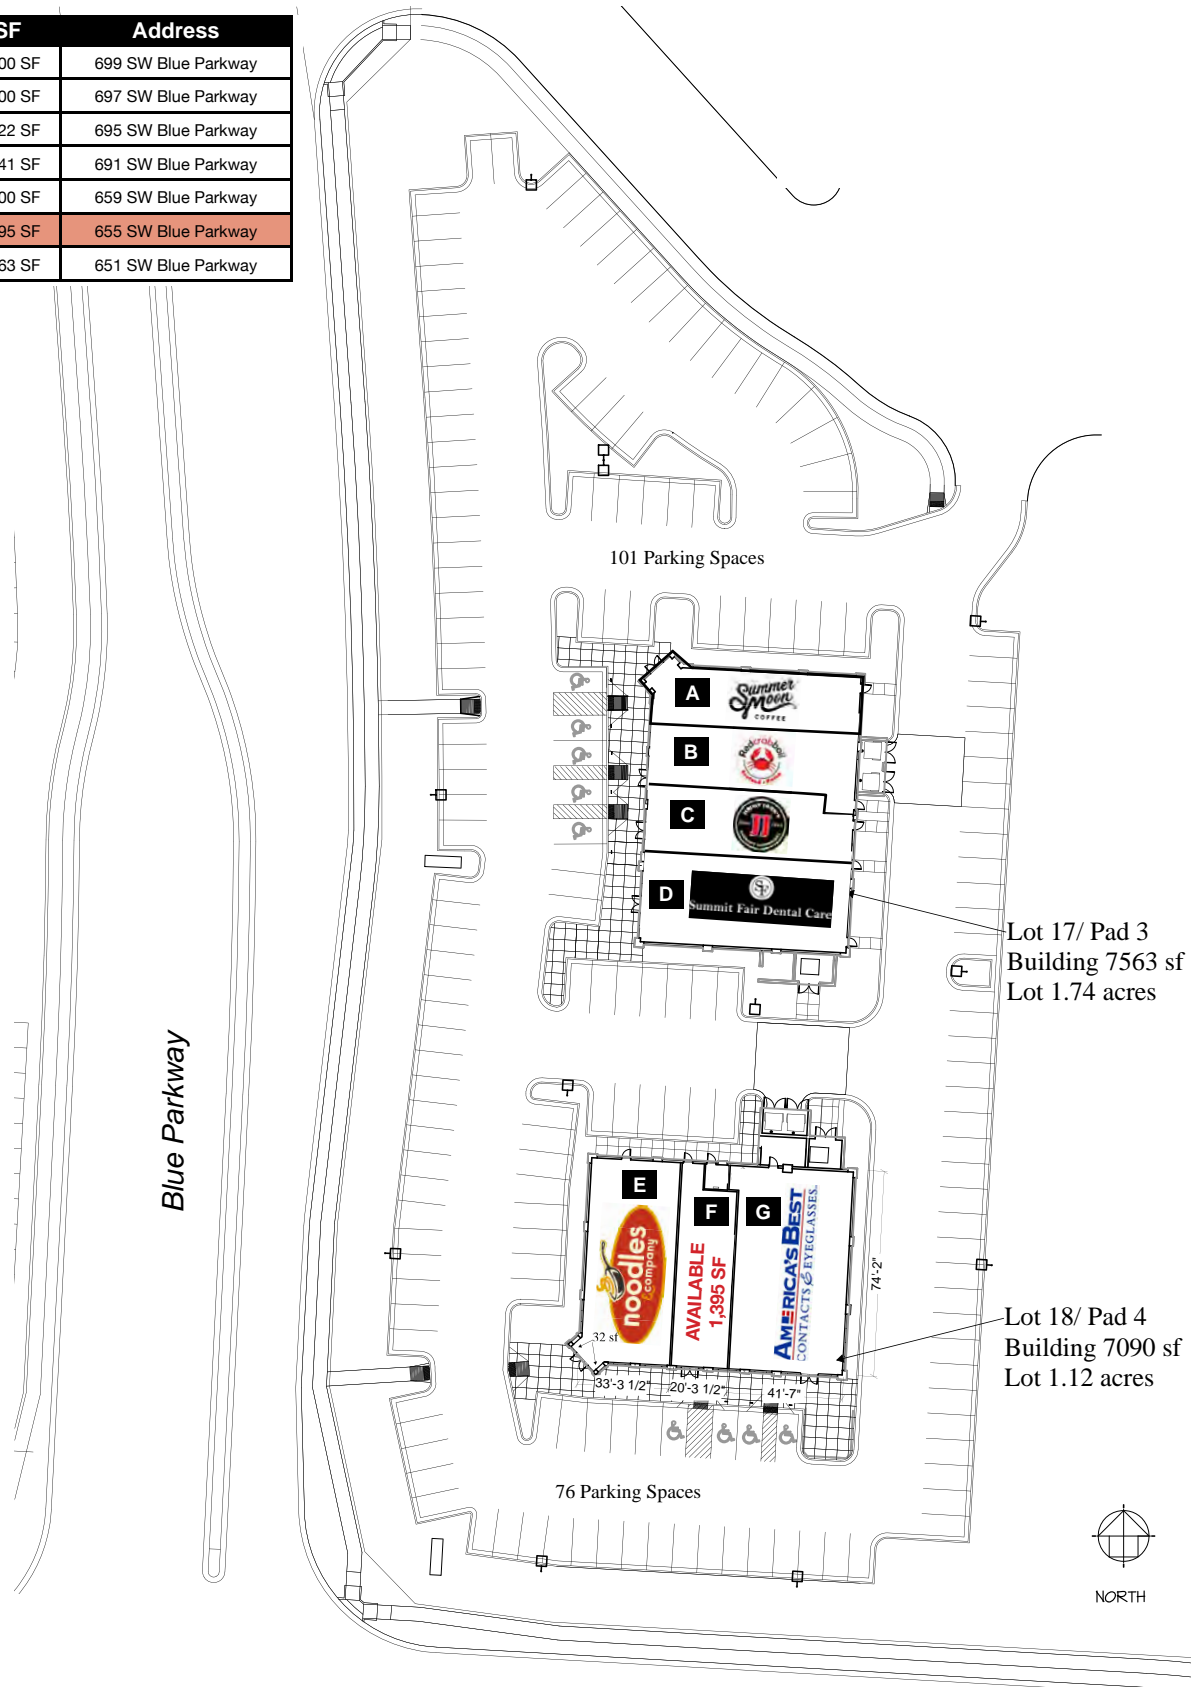 SF Address
00 SF 699 SW Blue Parkway
00 SF 697 SW Blue Parkway
22 SF 695 SW Blue Parkway
41 SF 691 SW Blue Parkway
00 SF 659 SW Blue Parkway
95 SF 655 SW Blue Parkway
63 SF 651 SW Blue Parkway
101 Parking Spaces
A
Summer
Moon
COFFEE
B
C
D
SF
Summit Fair Dental Care
Lot 17/ Pad 3
Building 7563 sf
Lot 1.74 acres
Blue Parkway
E
noodles
& company
F
AVAILABLE
1,395 SF
G
AMERICA'S BEST
CONTACTS & EYEGLASSES.
74'-2"
32 sf
33'-3 1/2"
20'-3 1/2"
41'-7"
Lot 18/ Pad 4
Building 7090 sf
Lot 1.12 acres
76 Parking Spaces
NORTH